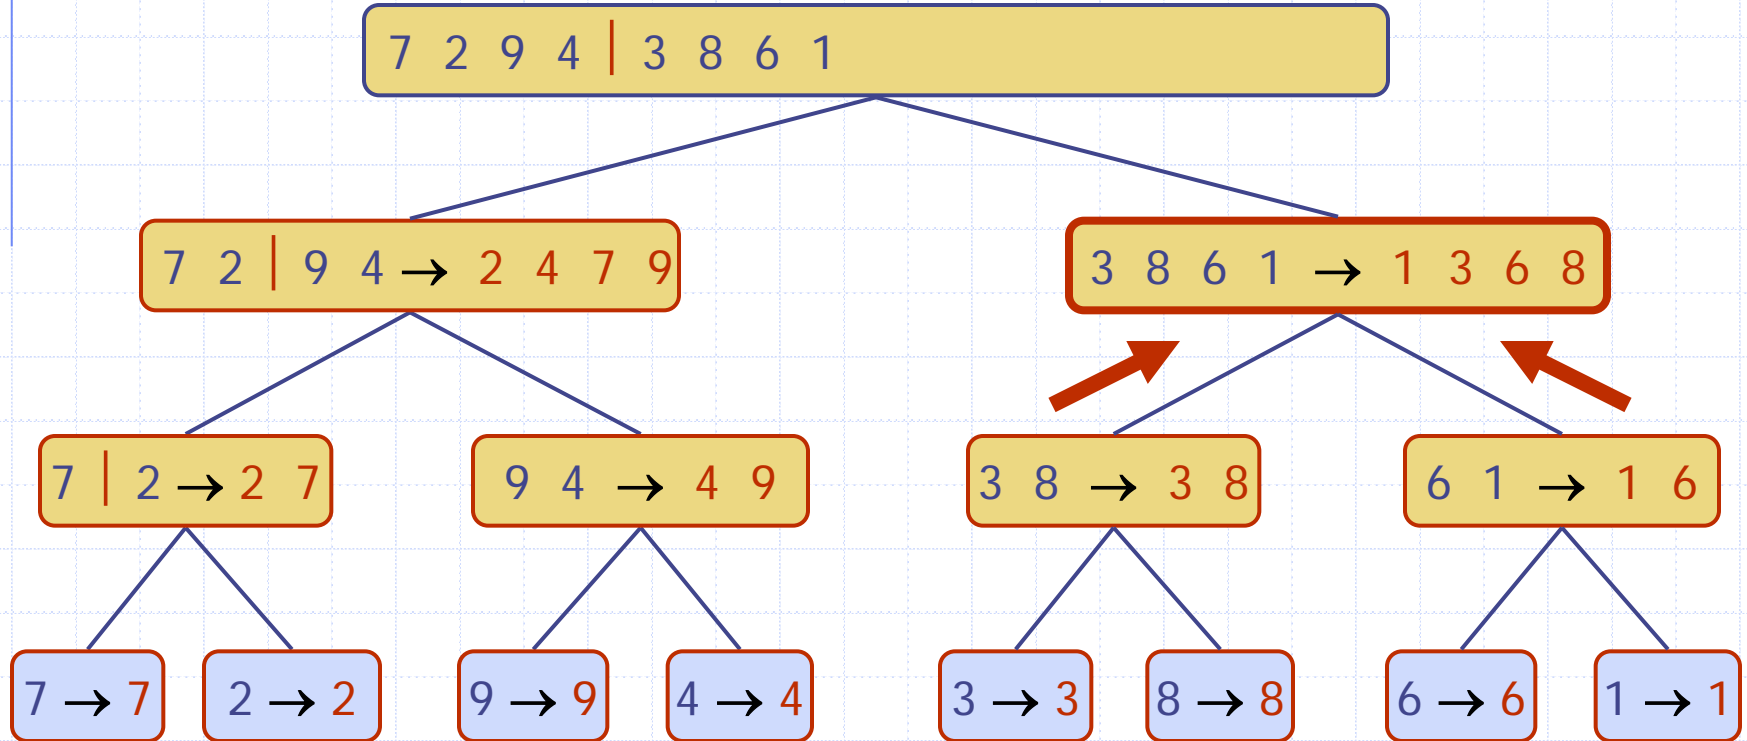 7 2 9 4 | 3 8 6 1
7 2 | 9 4 → 2 4 7 9
3 8 6 1 → 1 3 6 8
7 | 2 → 2 7
9 4 → 4 9
3 8 → 3 8
6 1 → 1 6
7 → 7
2 → 2
9 → 9
4 → 4
3 → 3
8 → 8
6 → 6
1 → 1